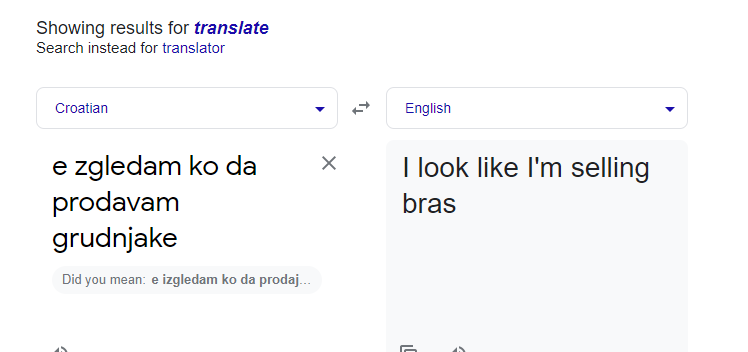 Showing results for translate
Search instead for translator
Croatian
English
e zgledam ko da
prodavam
grudnjake
Did you mean: e izgledam ko da prodaj...
I look like I'm selling
bras